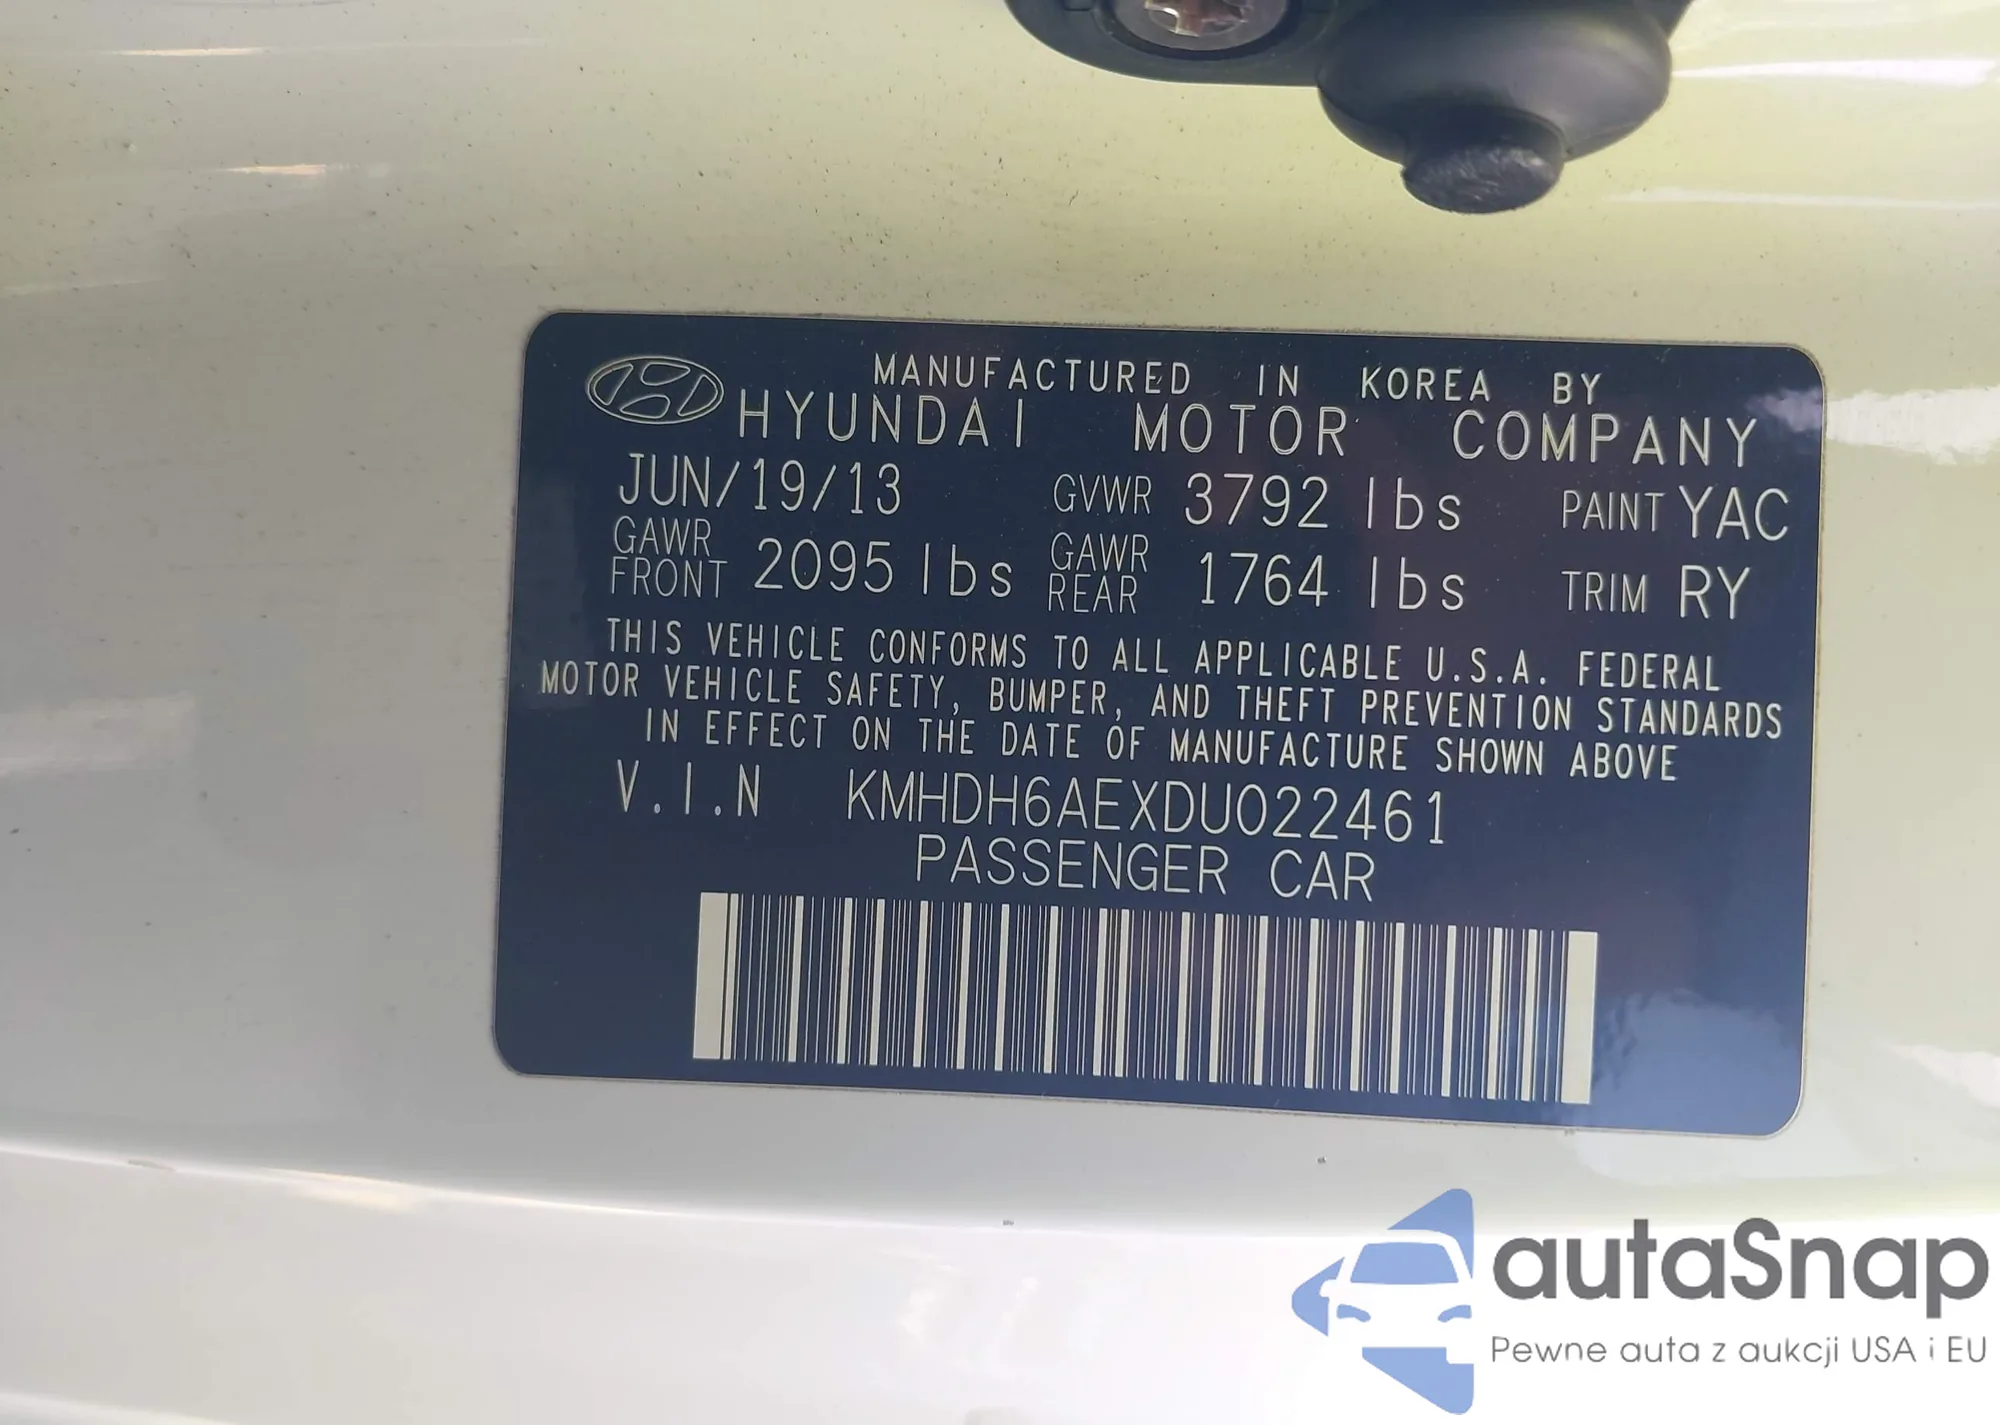 MANUFACTURED IN KOREA BY
HYUNDAI MOTOR COMPANY
JUN/19/13 GVWR 3792 lbs PAINT YAC
GAWR FRONT 2095 lbs GAWR REAR 1764 lbs TRIM RY
THIS VEHICLE CONFORMS TO ALL APPLICABLE U.S.A. FEDERAL
MOTOR VEHICLE SAFETY, BUMPER, AND THEFT PREVENTION STANDARDS
IN EFFECT ON THE DATE OF MANUFACTURE SHOWN ABOVE
V.I.N KMHDH6AEXDU022461
PASSENGER CAR
autaSnap
Pewne auta z aukcji USA i EU